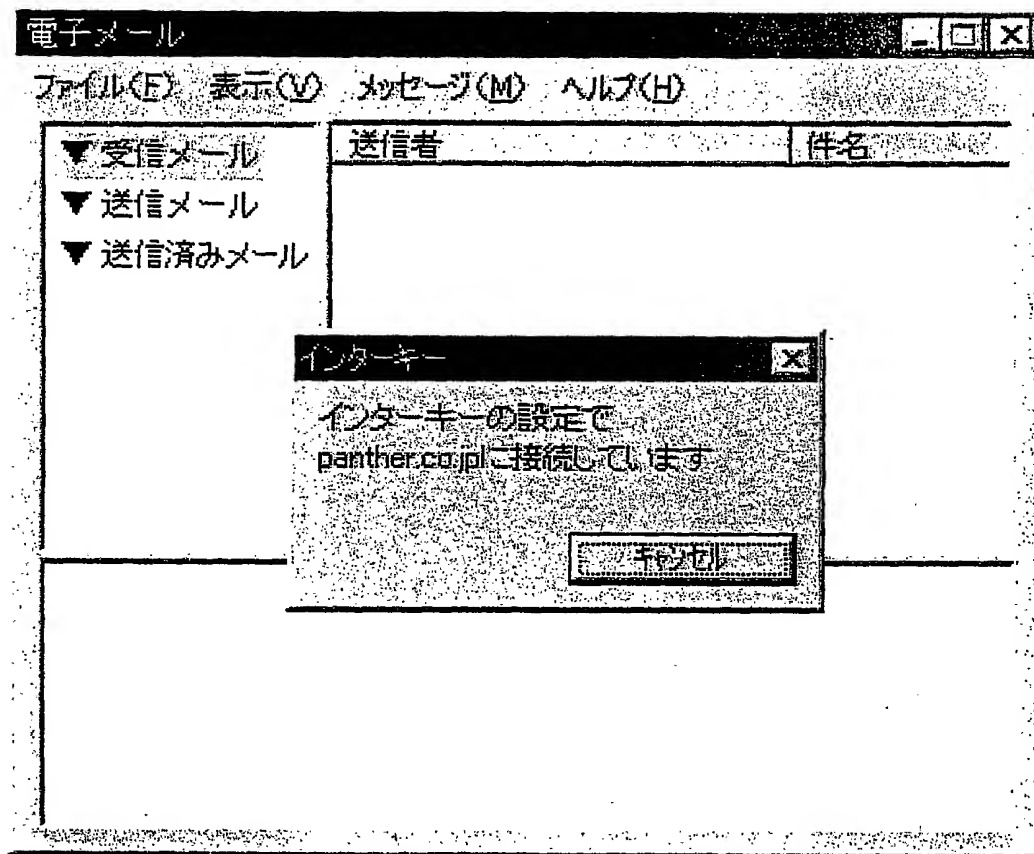 電子メール
ファイル(F) 表示(V) メッセージ(M) ヘルプ(H)
▼受信メール
▼送信メール
▼送信済みメール
送信者 件名
インターキー
インターキーの設定で
panther.co.jpに接続しています
キャンセル